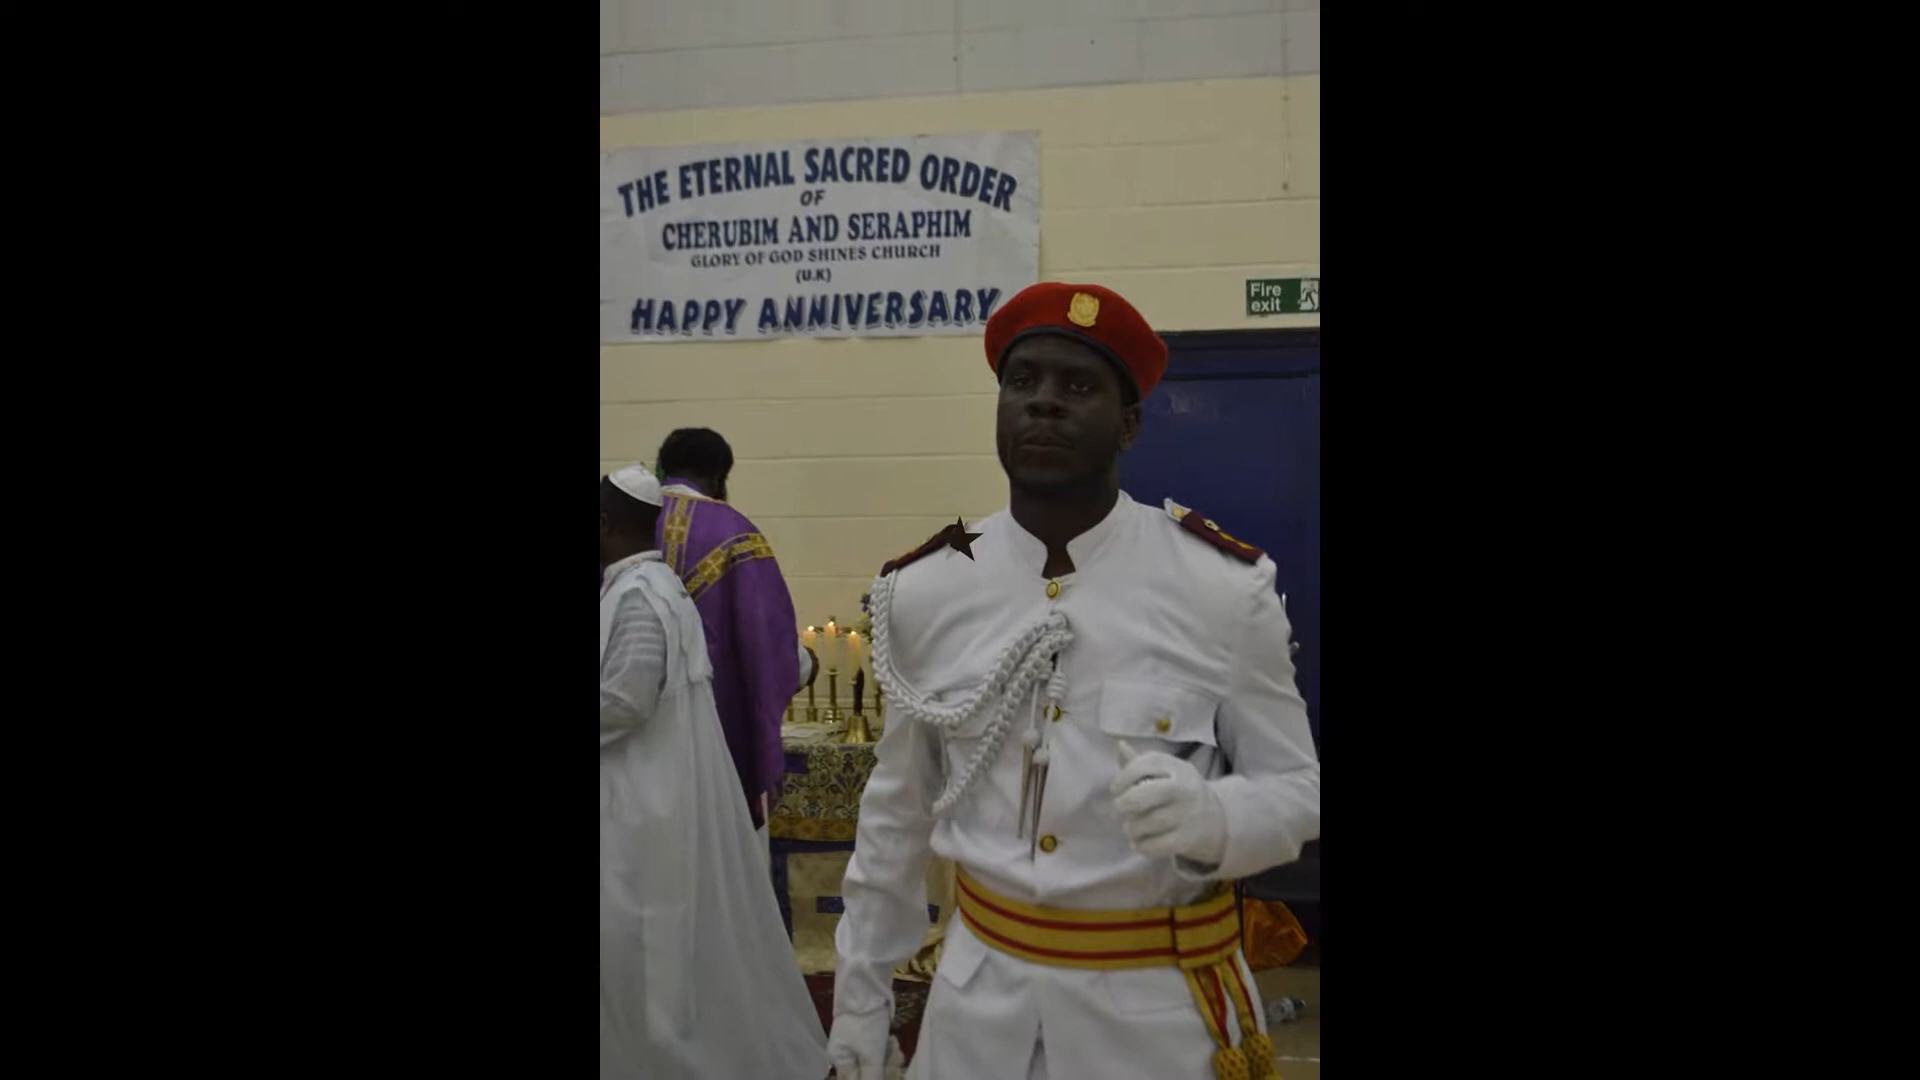 THE ETERNAL SACRED ORDER
OF
CHERUBIM AND SERAPHIM
GLORY OF GOD SHINES CHURCH
(U.K)
HAPPY ANNIVERSARY
Fire
exit